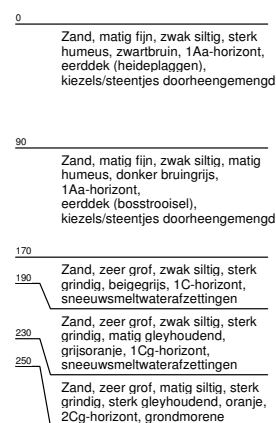 0
Zand, matig fijn, zwak siltig, sterk
humeus, zwartbruin, 1Aa-horizont,
eerddek (heideplaggen),
kiezels/steentjes doorheengemengd
90
Zand, matig fijn, zwak siltig, matig
humeus, donker bruingrijs,
1Aa-horizont,
eerddek (bosstrooisel),
kiezels/steentjes doorheengemengd
170
Zand, zeer grof, zwak siltig, sterk
190
grindig, beigegrijs, 1C-horizont,
sneeuwsmeltwaterafzettingen
Zand, zeer grof, zwak siltig, sterk
230
grindig, matig gleyhoudend,
grijsoranje, 1Cg-horizont,
250
sneeuwsmeltwaterafzettingen
Zand, zeer grof, matig siltig, sterk
grindig, sterk gleyhoudend, oranje,
2Cg-horizont, grondmorene